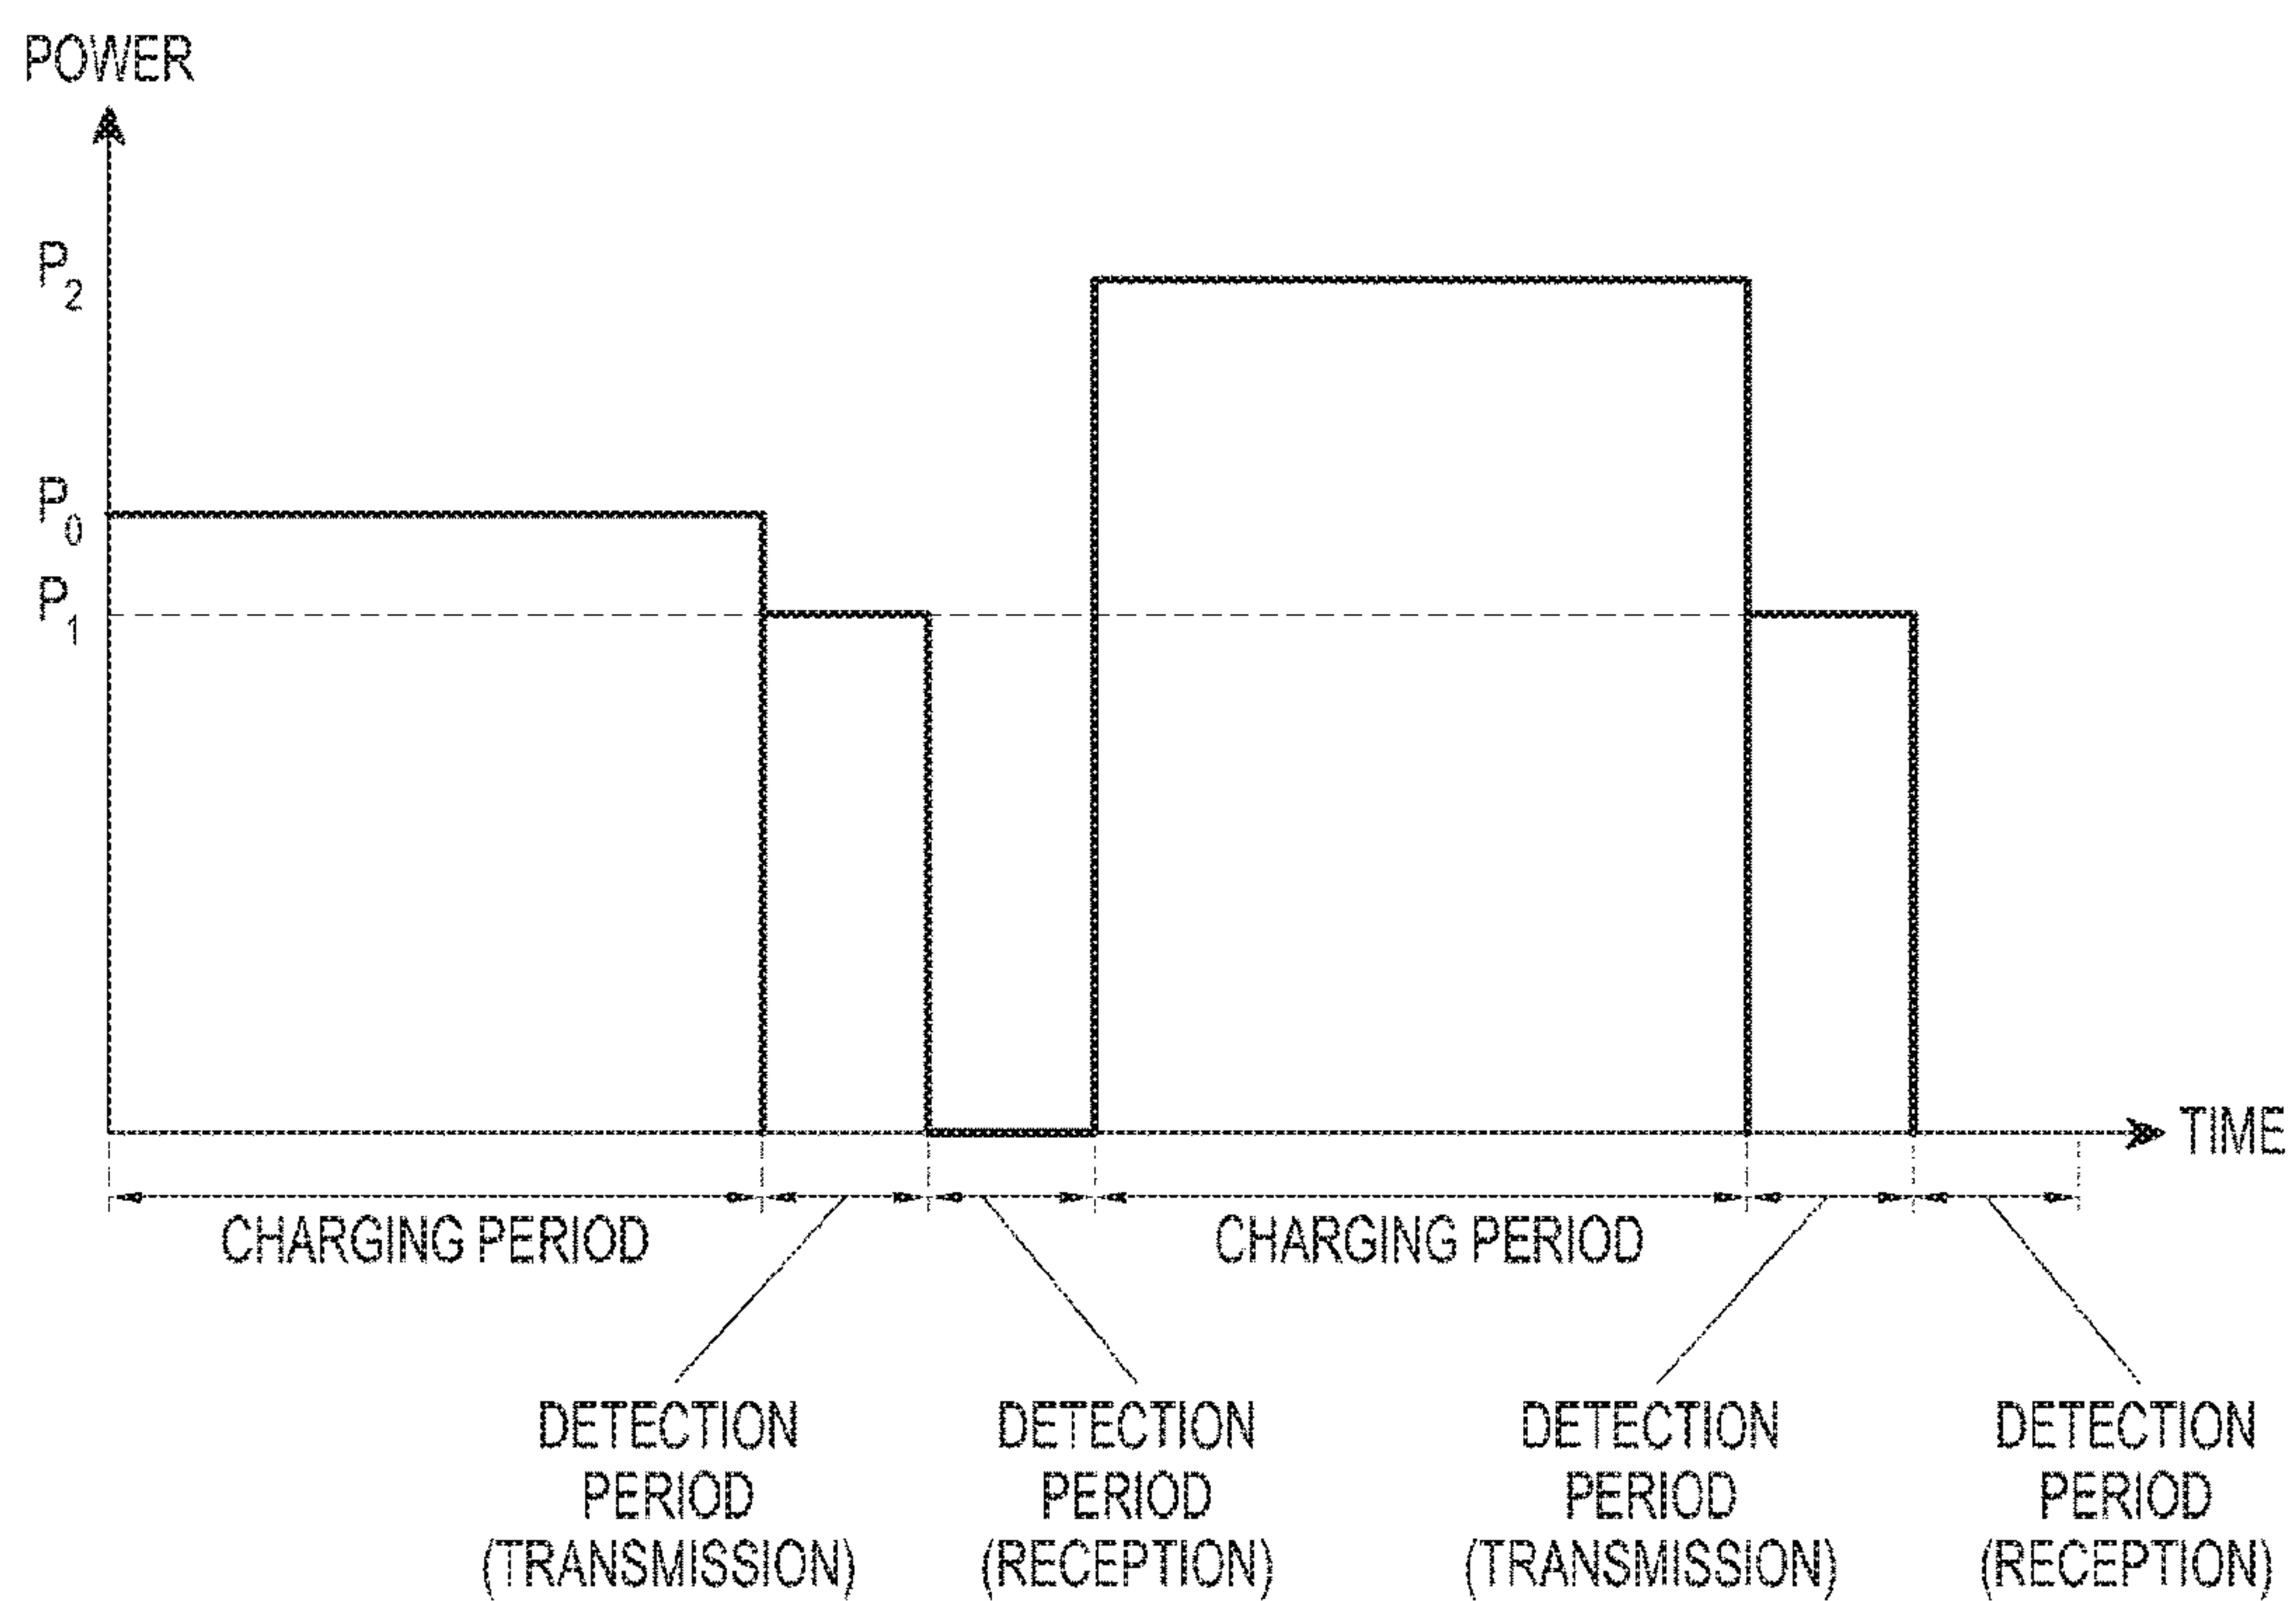 POWER
P2
P0
P1
TIME
CHARGING PERIOD
CHARGING PERIOD
DETECTION
PERIOD
(TRANSMISSION)
DETECTION
PERIOD
(RECEPTION)
DETECTION
PERIOD
(TRANSMISSION)
DETECTION
PERIOD
(RECEPTION)